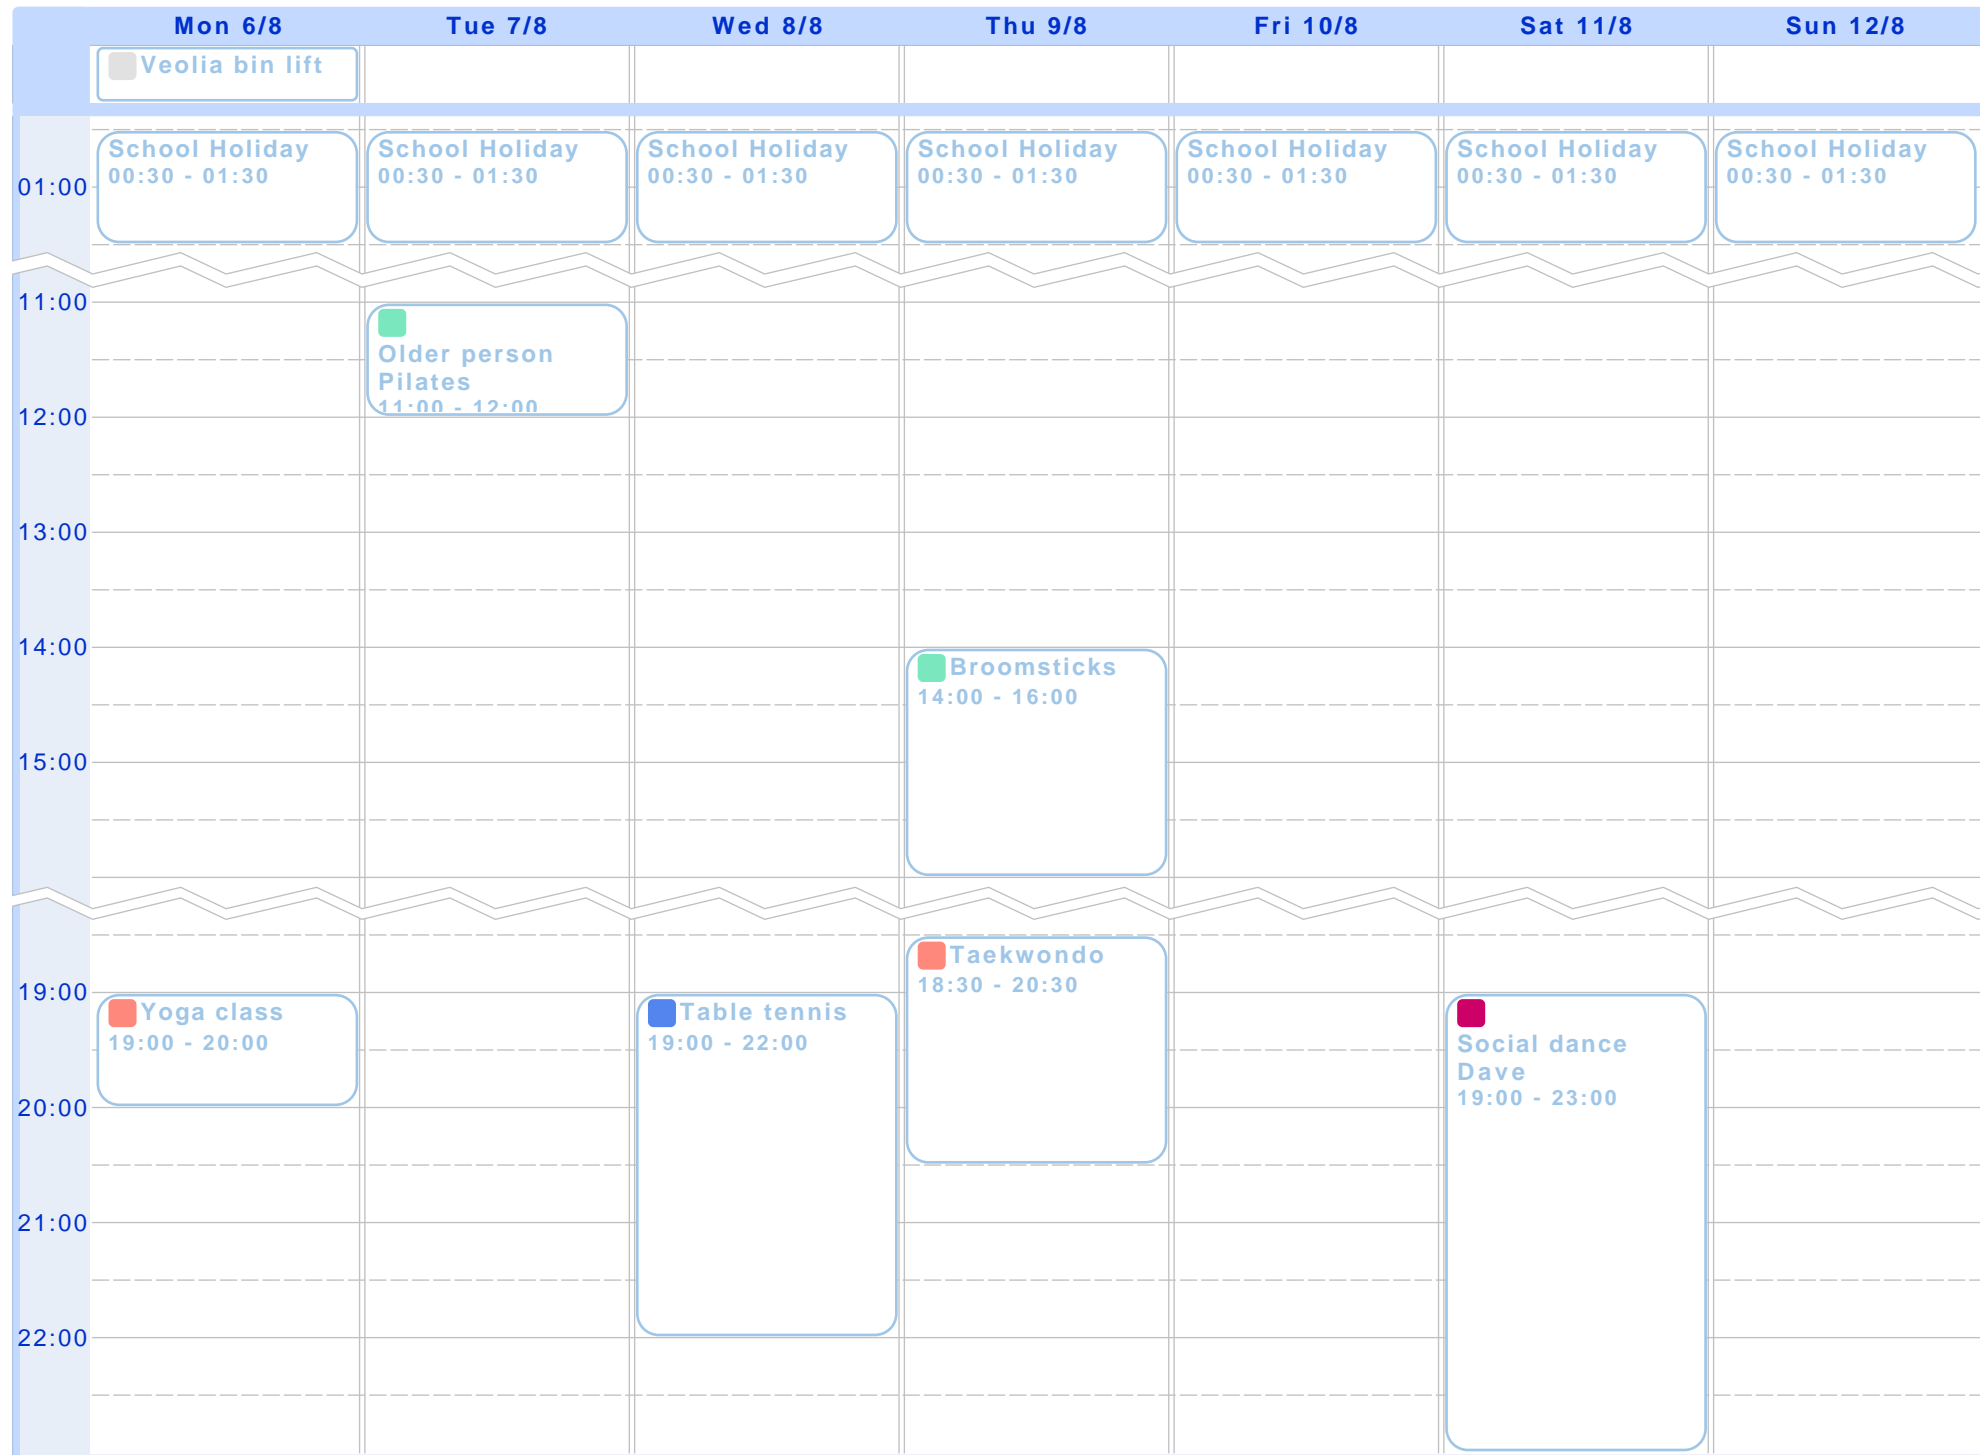 Mon 6/8 Tue 7/8 Wed 8/8 Thu 9/8 Fri 10/8 Sat 11/8 Sun 12/8
Veolia bin lift
School Holiday School Holiday School Holiday School Holiday School Holiday School Holiday School Holiday
00:30 - 01:30 00:30 - 01:30 00:30 - 01:30 00:30 - 01:30 00:30 - 01:30 00:30 - 01:30 00:30 - 01:30
01:00
11:00
Older person
Pilates
11:00 - 12:00
12:00
13:00
14:00
Broomsticks
14:00 - 16:00
15:00
Taekwondo
18:30 - 20:30
19:00
Yoga class
19:00 - 20:00
Table tennis
19:00 - 22:00
Social dance
Dave
19:00 - 23:00
20:00
21:00
22:00